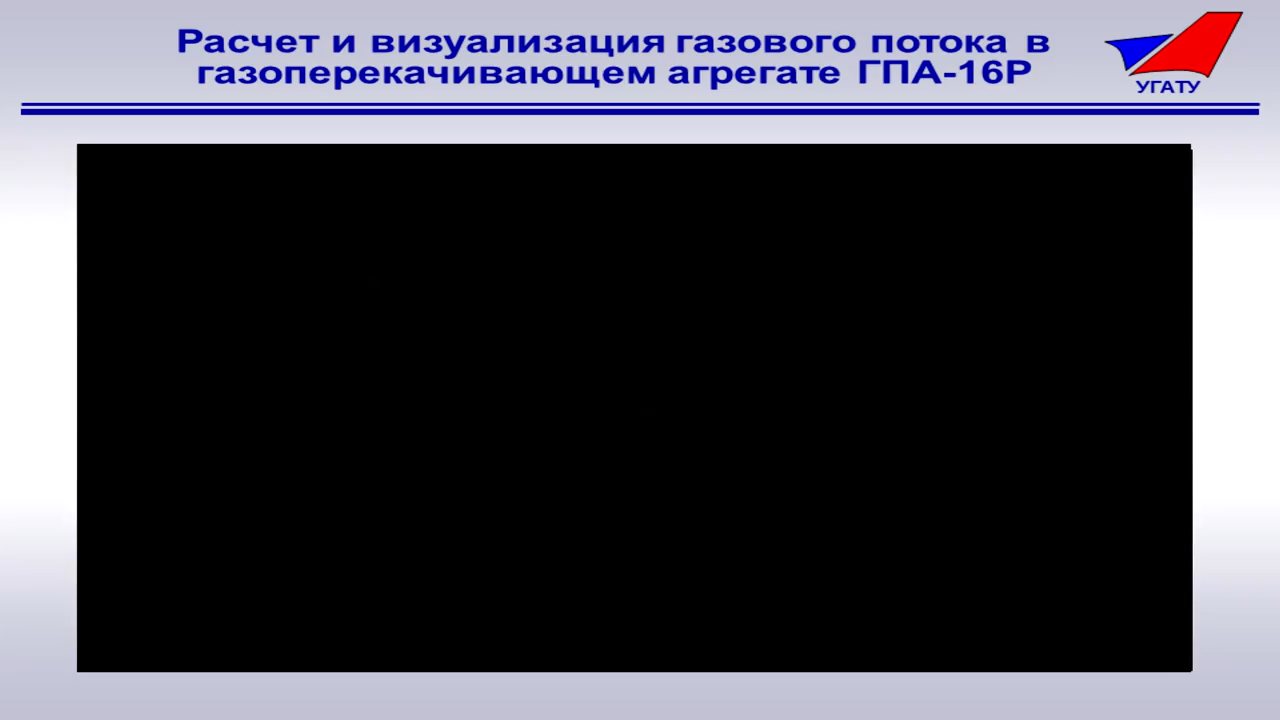 Расчет и визуализация газового потока в
газоперекачивающем агрегате ГПА-16Р
УГАТУ